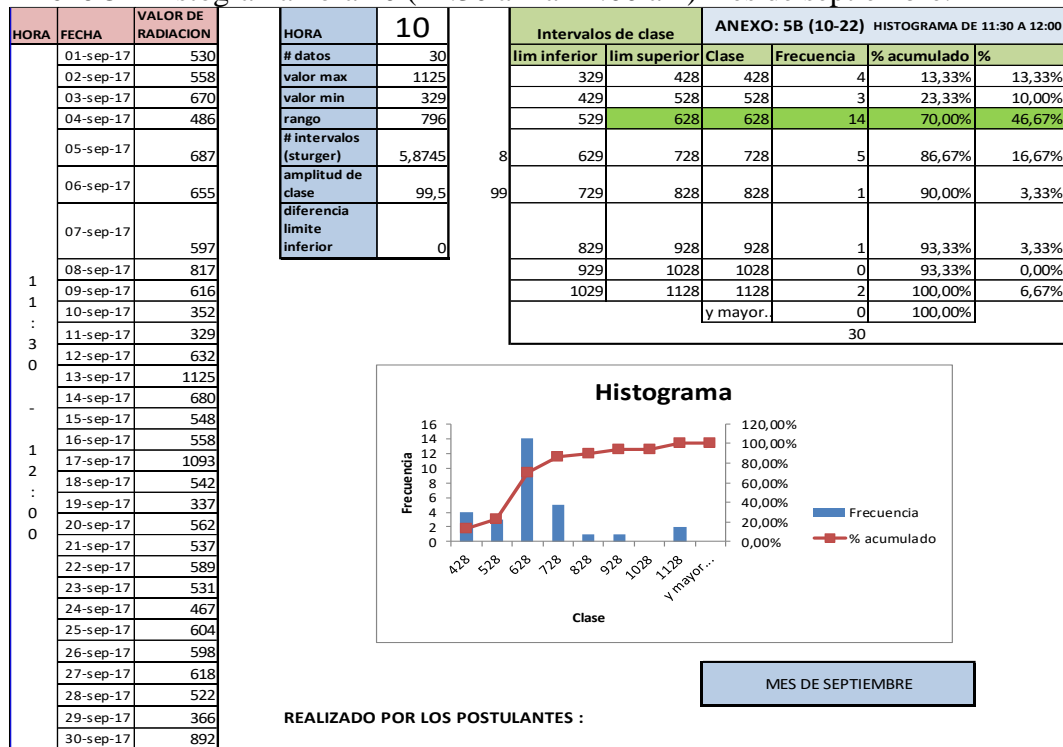 HORA FECHA VALOR DE RADIACION
01-sep-17 530
02-sep-17 558
03-sep-17 670
04-sep-17 486
05-sep-17 687
06-sep-17 655
07-sep-17 597
08-sep-17 817
09-sep-17 616
10-sep-17 352
11-sep-17 329
12-sep-17 632
13-sep-17 1125
14-sep-17 680
15-sep-17 548
16-sep-17 558
17-sep-17 1093
18-sep-17 542
19-sep-17 337
20-sep-17 562
21-sep-17 537
22-sep-17 589
23-sep-17 531
24-sep-17 467
25-sep-17 604
26-sep-17 598
27-sep-17 618
28-sep-17 522
29-sep-17 366
30-sep-17 892
11:30 - 12:00
HORA 10
# datos 30
valor max 1125
valor min 329
rango 796
# intervalos (sturger) 5,8745 8
amplitud de clase 99,5 99
diferencia limite inferior 0
Intervalos de clase ANEXO: 5B (10-22) HISTOGRAMA DE 11:30 A 12:00
lim inferior lim superior Clase Frecuencia % acumulado %
329 428 428 4 13,33% 13,33%
429 528 528 3 23,33% 10,00%
529 628 628 14 70,00% 46,67%
629 728 728 5 86,67% 16,67%
729 828 828 1 90,00% 3,33%
829 928 928 1 93,33% 3,33%
929 1028 1028 0 93,33% 0,00%
1029 1128 1128 2 100,00% 6,67%
y mayor.. 0 100,00%
30
Histograma
Frecuencia
16
14
12
10
8
6
4
2
0
120,00%
100,00%
80,00%
60,00%
40,00%
20,00%
0,00%
428 528 628 728 828 928 1028 1128 y mayor...
Clase
Frecuencia
% acumulado
MES DE SEPTIEMBRE
REALIZADO POR LOS POSTULANTES :